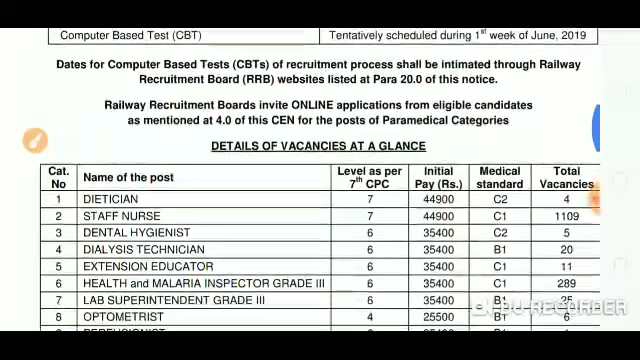 Computer Based Test (CBT) Tentatively scheduled during 1st week of June, 2019
Dates for Computer Based Tests (CBTs) of recruitment process shall be intimated through Railway
Recruitment Board (RRB) websites listed at Para 20.0 of this notice.
Railway Recruitment Boards invite ONLINE applications from eligible candidates
as mentioned at 4.0 of this CEN for the posts of Paramedical Categories
DETAILS OF VACANCIES AT A GLANCE
Cat. No Name of the post Level as per 7th CPC Initial Pay (Rs.) Medical standard Total Vacancies
1 DIETICIAN 7 44900 C2 4
2 STAFF NURSE 7 44900 C1 1109
3 DENTAL HYGIENIST 6 35400 C2 5
4 DIALYSIS TECHNICIAN 6 35400 B1 20
5 EXTENSION EDUCATOR 6 35400 C1 11
6 HEALTH and MALARIA INSPECTOR GRADE III 6 35400 C1 289
7 LAB SUPERINTENDENT GRADE III 6 35400 B1 25
8 OPTOMETRIST 4 25500 B1 6
RECORDER